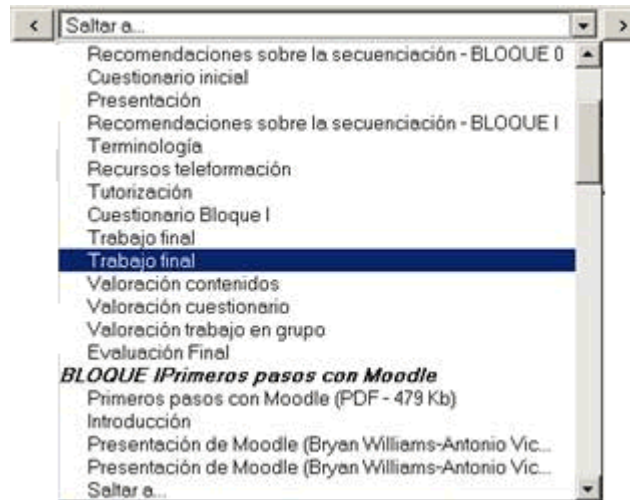 Saltar a...
Recomendaciones sobre la secuenciación - BLOQUE 0
Cuestionario inicial
Presentación
Recomendaciones sobre la secuenciación - BLOQUE I
Terminología
Recursos teleformación
Tutorización
Cuestionario Bloque I
Trabajo final
Trabajo final
Valoración contenidos
Valoración cuestionario
Valoración trabajo en grupo
Evaluación Final
BLOQUE IPrimeros pasos con Moodle
Primeros pasos con Moodle (PDF - 479 Kb)
Introducción
Presentación de Moodle (Bryan Williams-Antonio Vic...
Presentación de Moodle (Bryan Williams-Antonio Vic...
Saltar a...